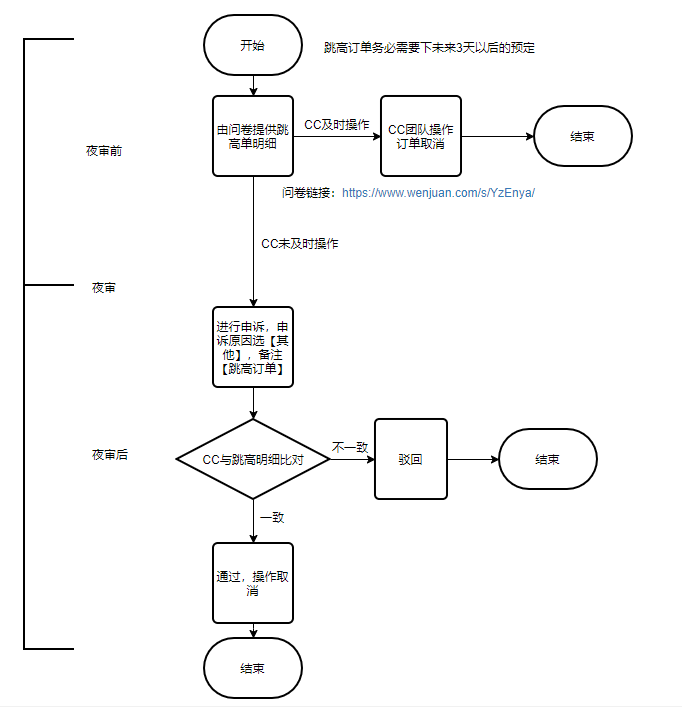 开始
跳高订单务必需要下未来3天以后的预定
夜审前
由问卷提供跳
高单明细
CC及时操作
CC团队操作
订单取消
结束
问卷链接：https://www.wenjuan.com/s/YzEnya/
CC未及时操作
夜审
进行申诉，申
诉原因选【其
他】，备注
【跳高订单】
夜审后
CC与跳高明细比对
不一致
驳回
结束
一致
通过，操作取
消
结束